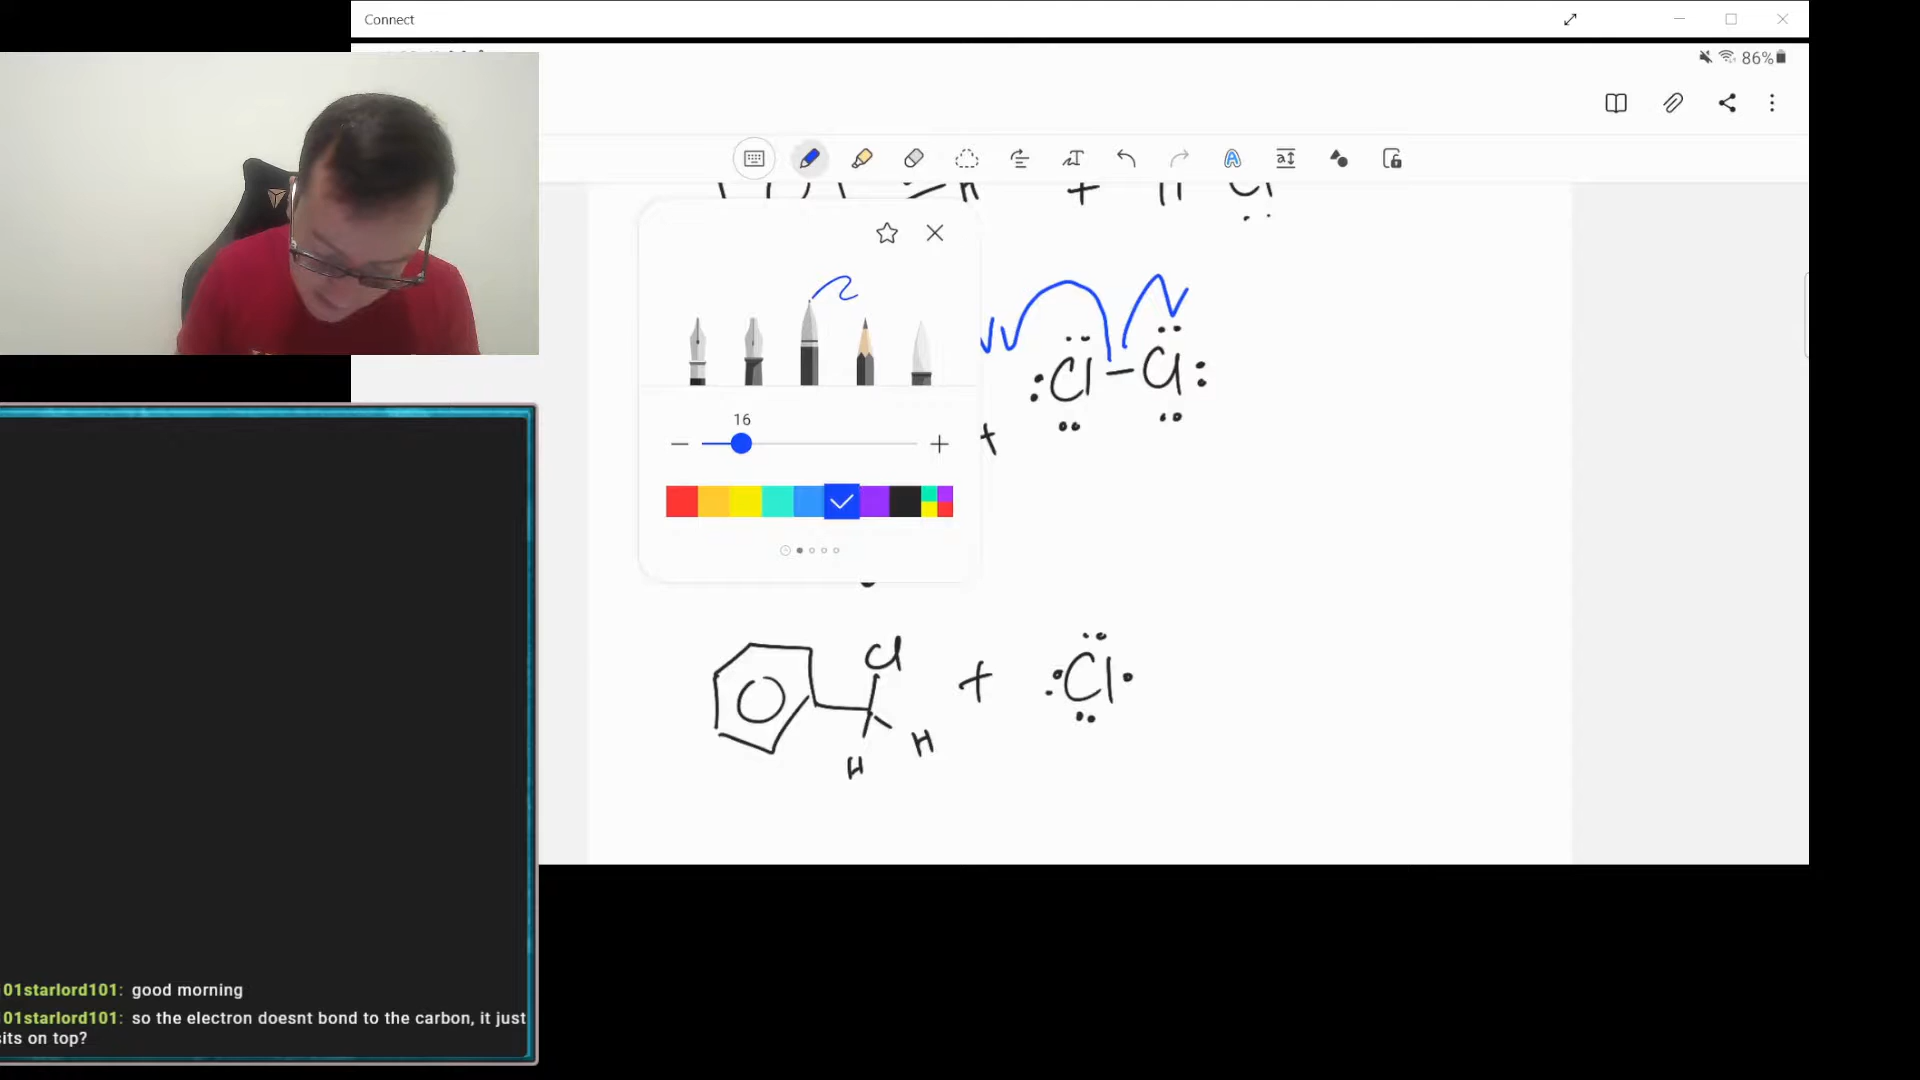 Connect
86%
+ H Cl
16
Cl - Cl
+
Cl + Cl
H H
01starlord101: good morning
01starlord101: so the electron doesnt bond to the carbon, it just
sits on top?